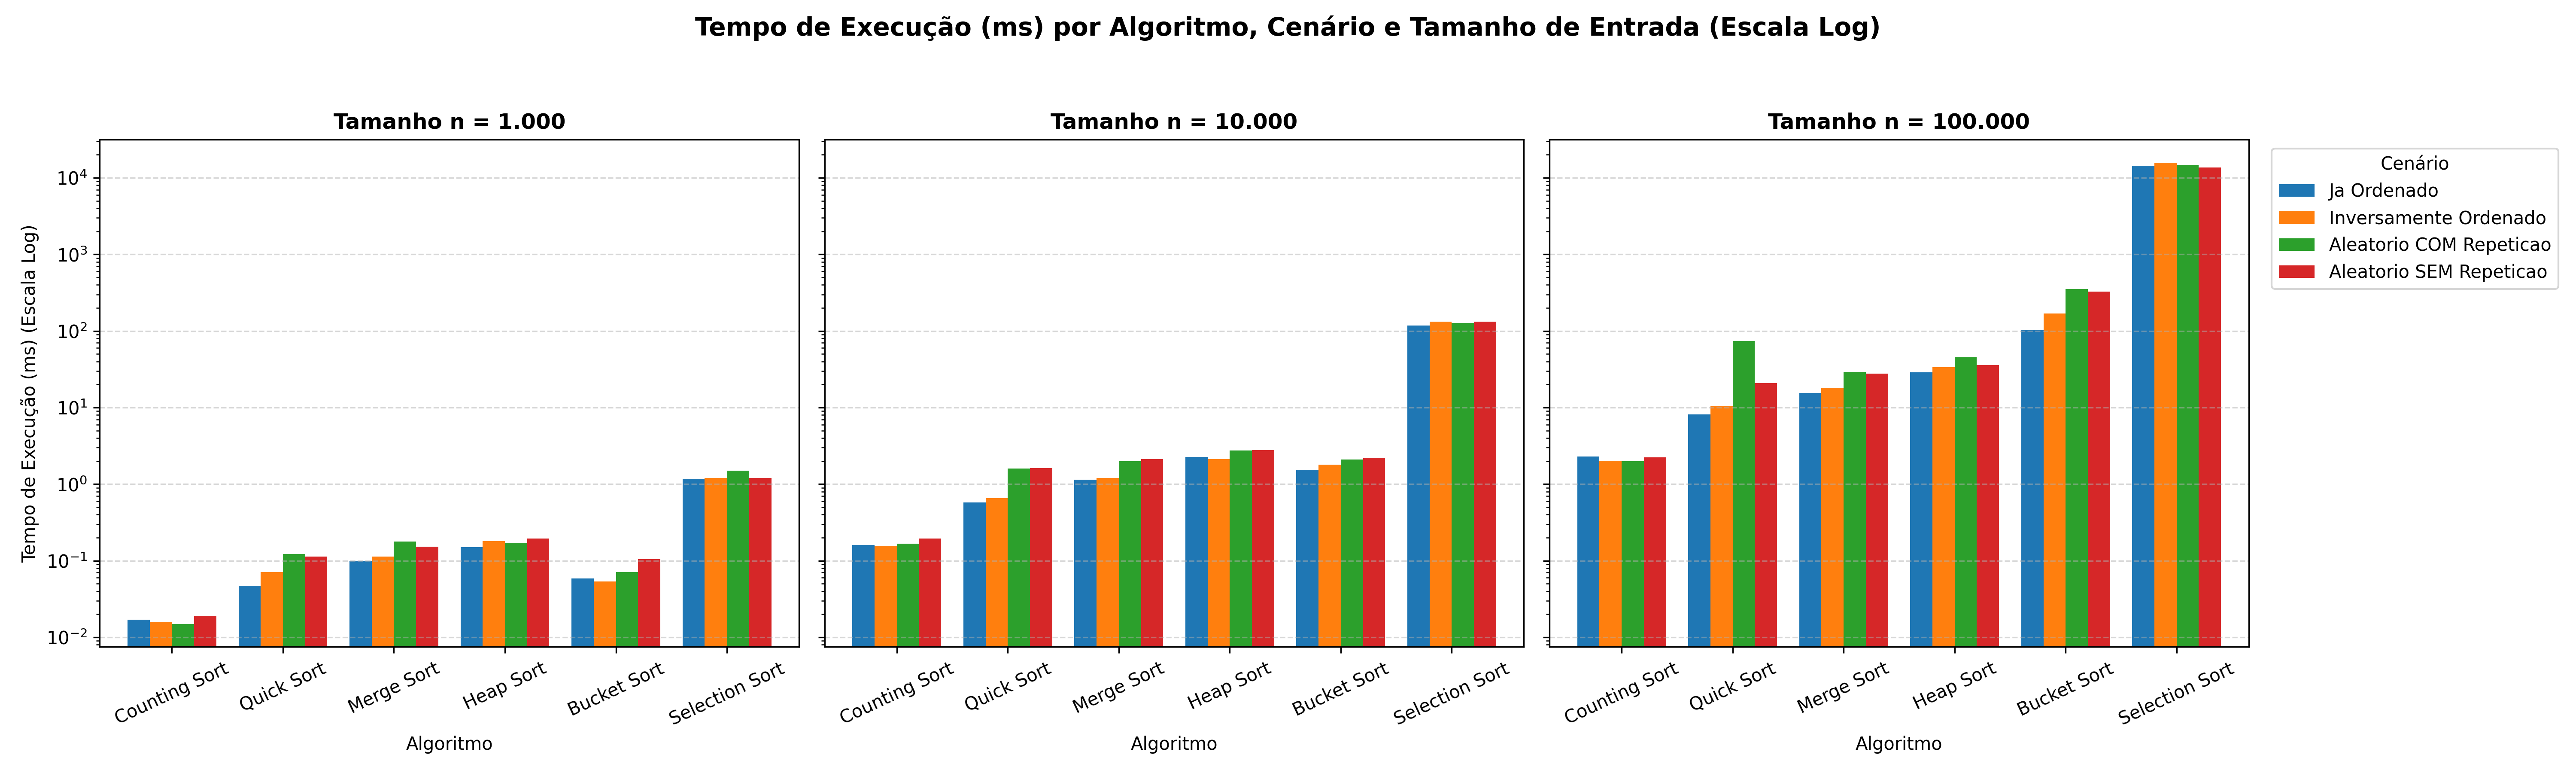 Tempo de Execução (ms) por Algoritmo, Cenário e Tamanho de Entrada (Escala Log)
Tamanho n = 1.000
Tamanho n = 10.000
Tamanho n = 100.000
Tempo de Execução (ms) (Escala Log)
10⁴
10³
10²
10¹
10⁰
10⁻¹
10⁻²
Counting Sort
Quick Sort
Merge Sort
Heap Sort
Bucket Sort
Selection Sort
Algoritmo
Counting Sort
Quick Sort
Merge Sort
Heap Sort
Bucket Sort
Selection Sort
Algoritmo
Counting Sort
Quick Sort
Merge Sort
Heap Sort
Bucket Sort
Selection Sort
Algoritmo
Cenário
Ja Ordenado
Inversamente Ordenado
Aleatorio COM Repeticao
Aleatorio SEM Repeticao